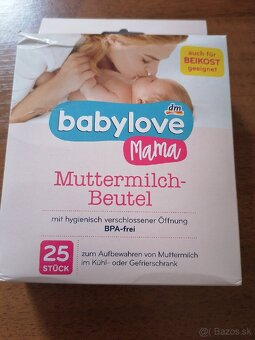 auch für
BEIKOST
geeignet
dm
babylove
Mama
Muttermilch-
Beutel
mit hygienisch verschlossener Öffnung
BPA-frei
25
STÜCK
zum Aufbewahren von Muttermilch
im Kühl- oder Gefrierschrank
© Bazos.sk